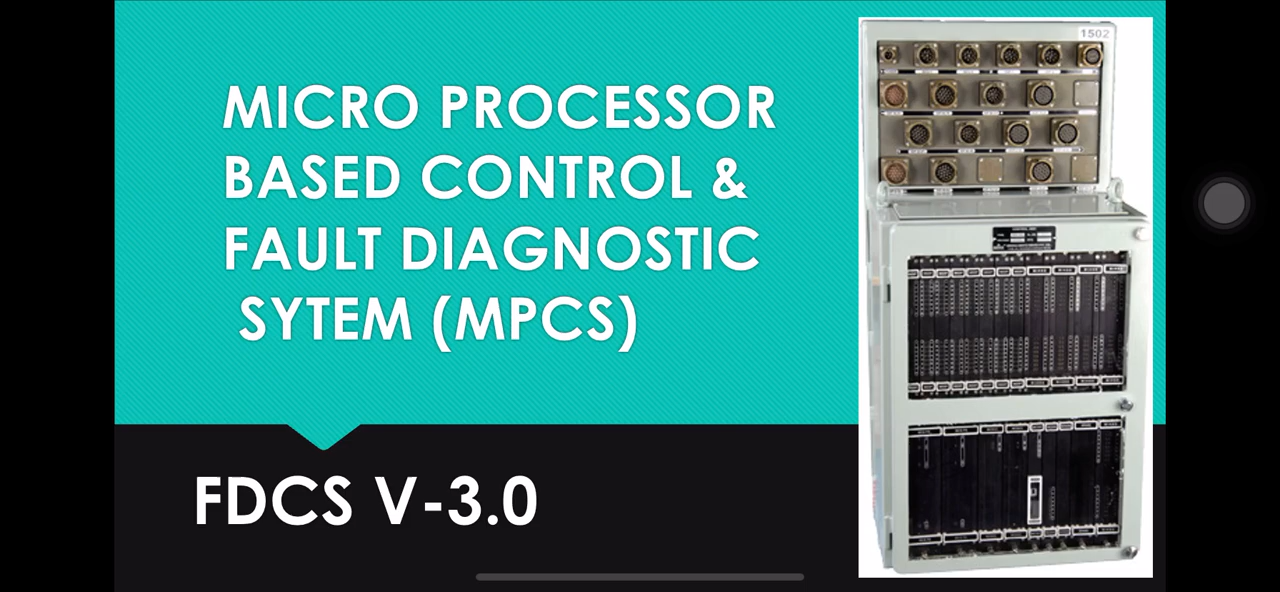 MICRO PROCESSOR
BASED CONTROL &
FAULT DIAGNOSTIC
SYTEM (MPCS)
FDCS V-3.0
1502